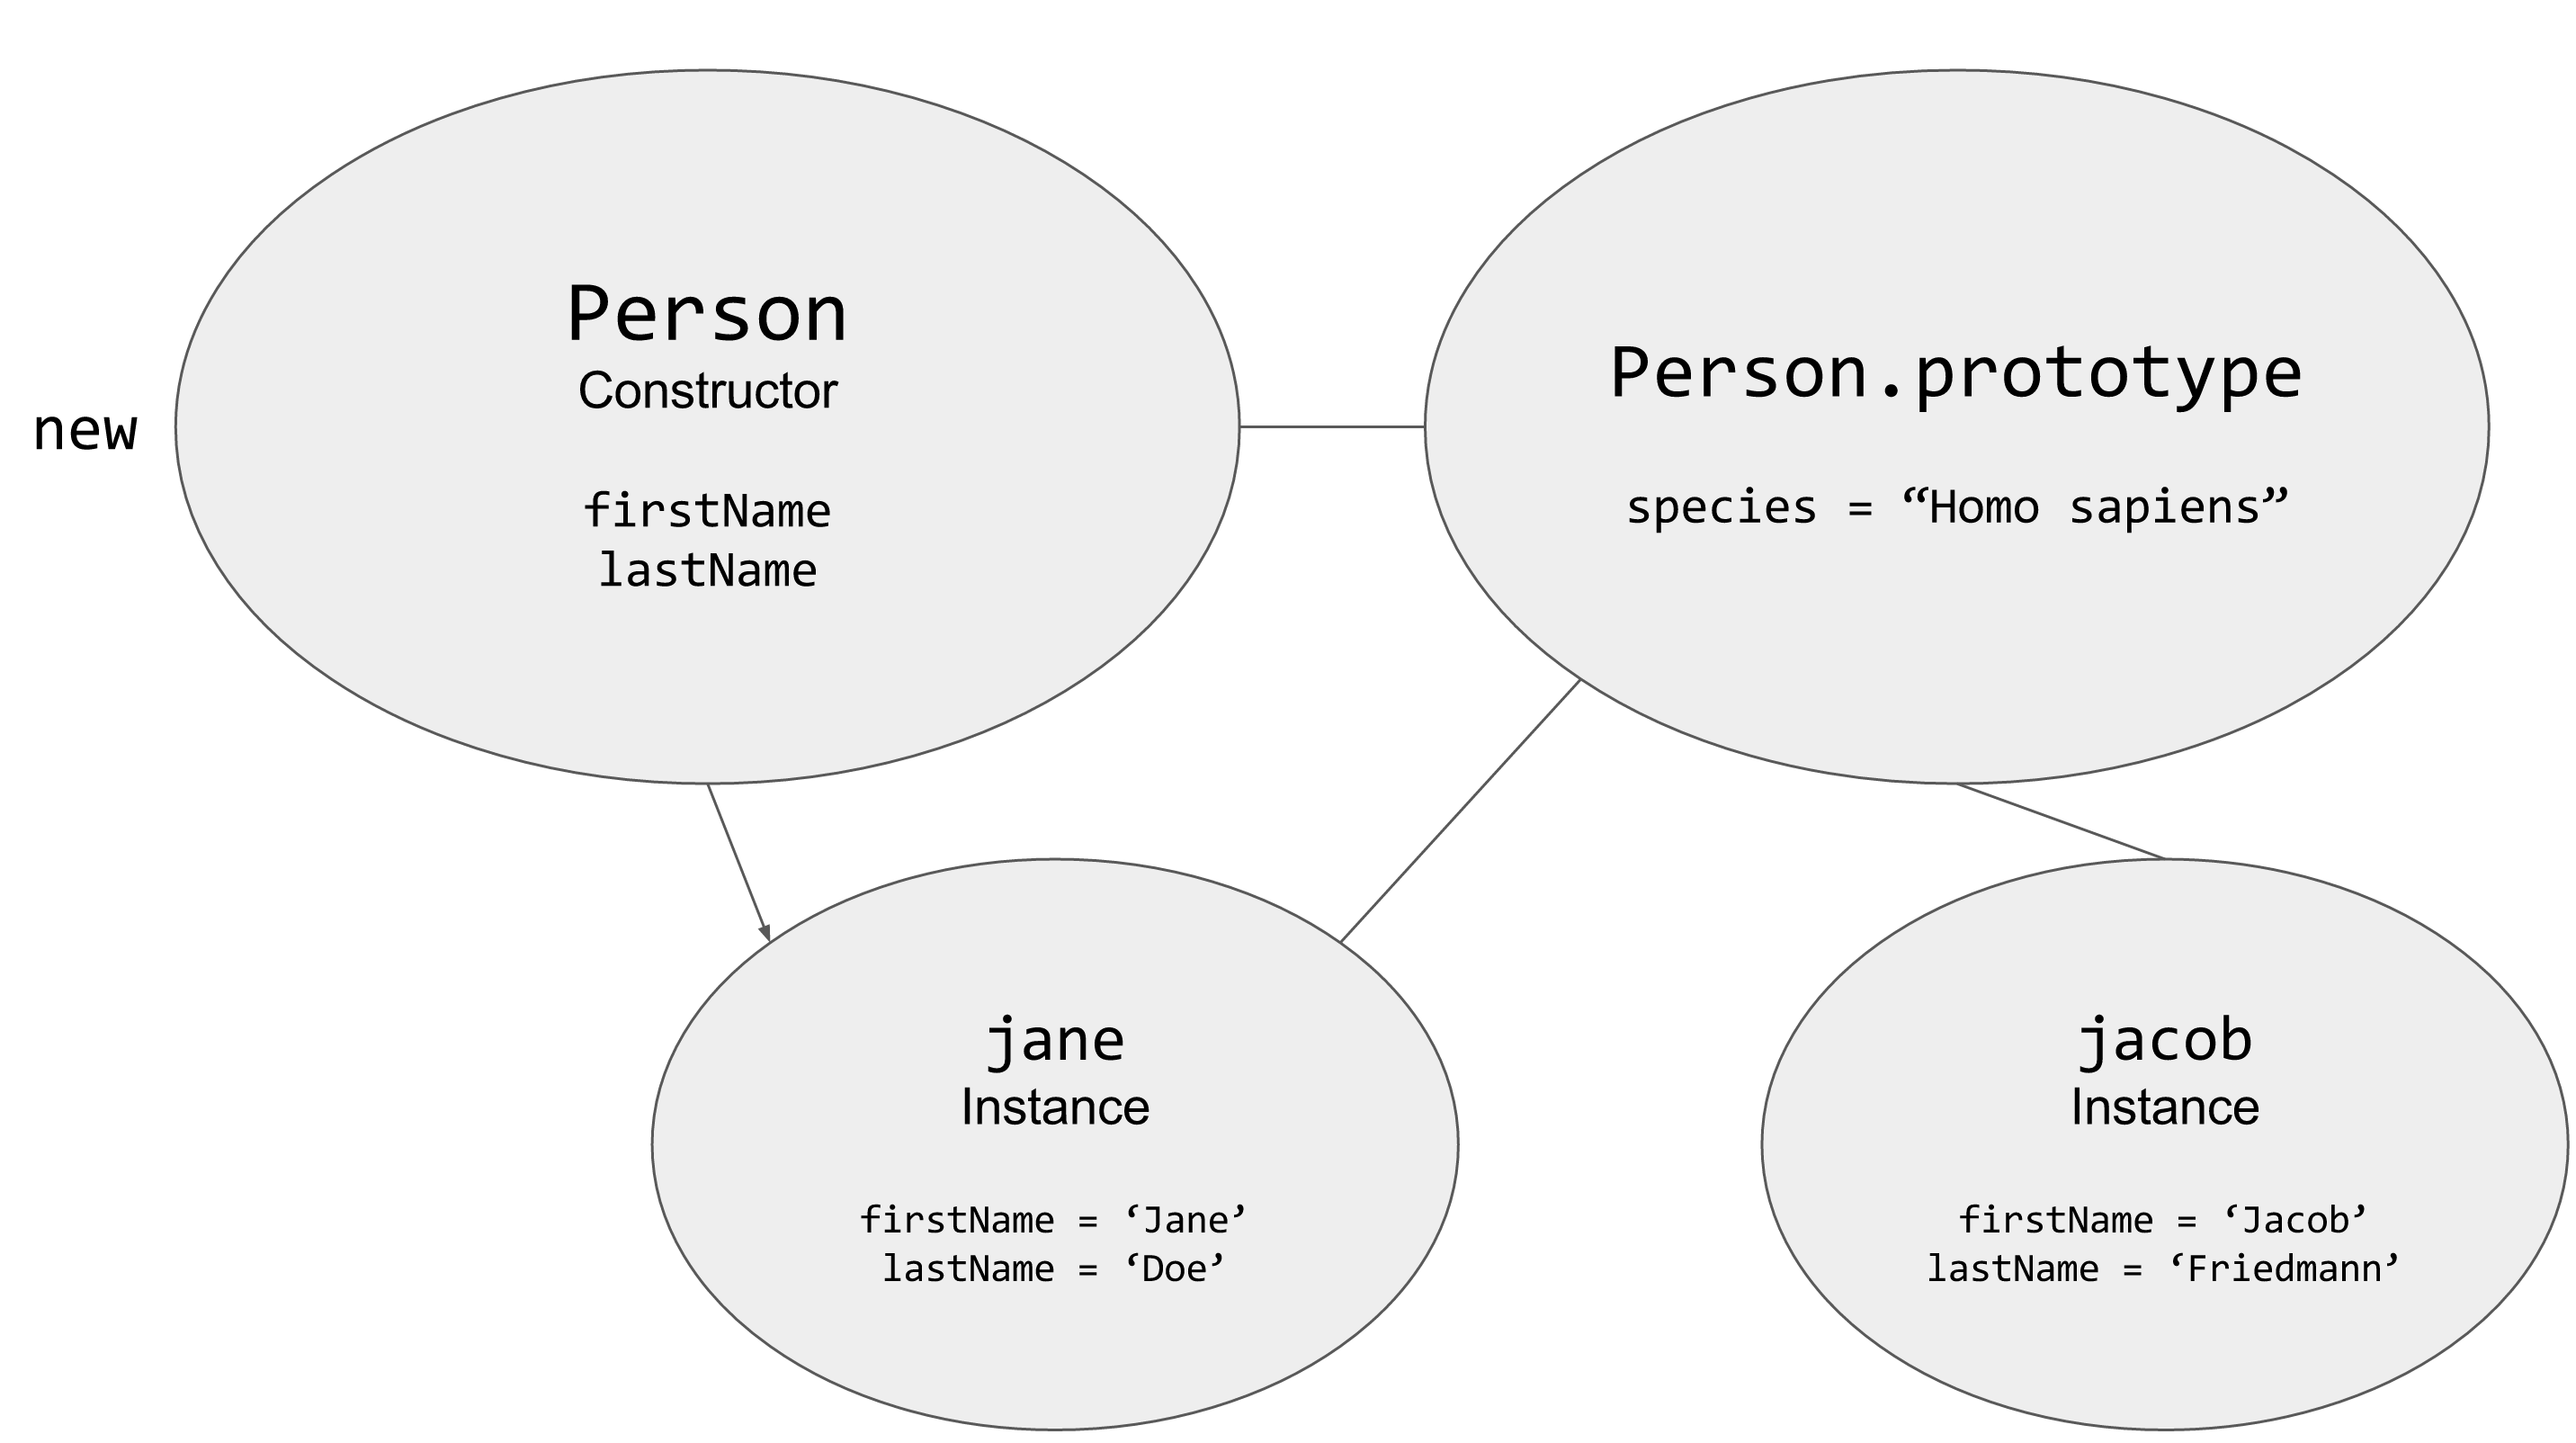 new
Person
Constructor
firstName
lastName
Person.prototype
species = “Homo sapiens”
jane
Instance
firstName = ‘Jane’
lastName = ‘Doe’
jacob
Instance
firstName = ‘Jacob’
lastName = ‘Friedmann’